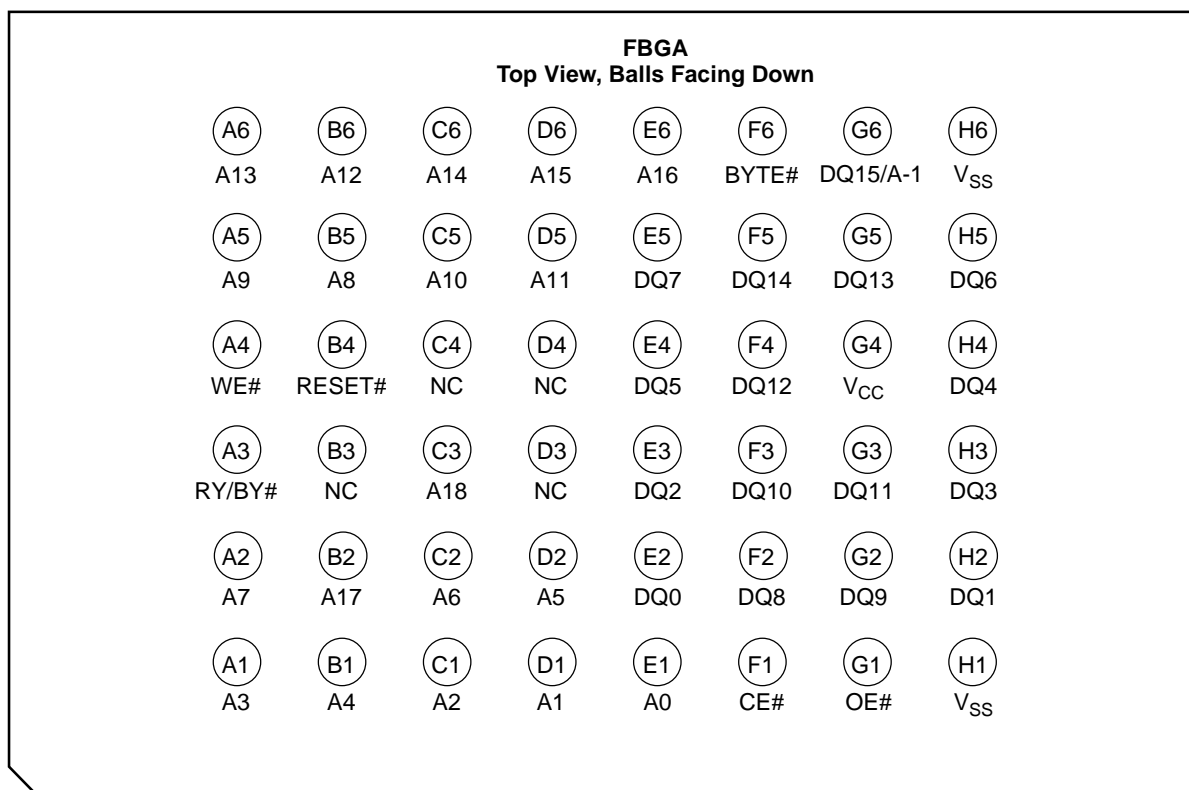 FBGA
Top View, Balls Facing Down
A6 B6 C6 D6 E6 F6 G6 H6
A13 A12 A14 A15 A16 BYTE# DQ15/A-1 VSS
A5 B5 C5 D5 E5 F5 G5 H5
A9 A8 A10 A11 DQ7 DQ14 DQ13 DQ6
A4 B4 C4 D4 E4 F4 G4 H4
WE# RESET# NC NC DQ5 DQ12 VCC DQ4
A3 B3 C3 D3 E3 F3 G3 H3
RY/BY# NC A18 NC DQ2 DQ10 DQ11 DQ3
A2 B2 C2 D2 E2 F2 G2 H2
A7 A17 A6 A5 DQ0 DQ8 DQ9 DQ1
A1 B1 C1 D1 E1 F1 G1 H1
A3 A4 A2 A1 A0 CE# OE# VSS